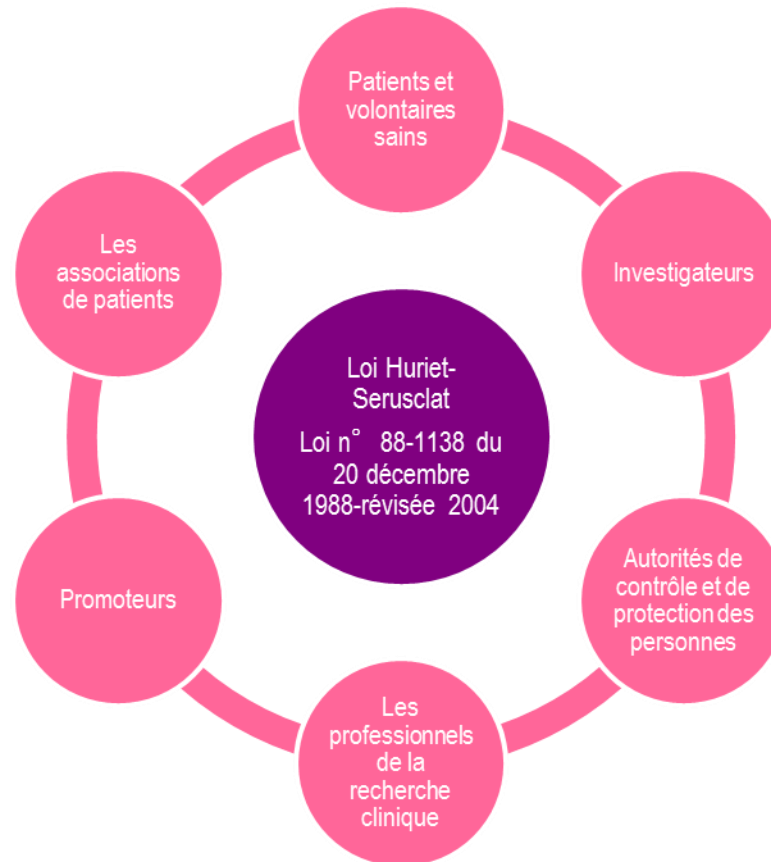 Patients et
volontaires
sains
Investigateurs
Autorités de
contrôle et de
protection des
personnes
Les
professionnels
de la
recherche
clinique
Promoteurs
Les
associations
de patients
Loi Huriet-
Serusclat
Loi n° 88-1138 du
20 décembre
1988-révisée 2004